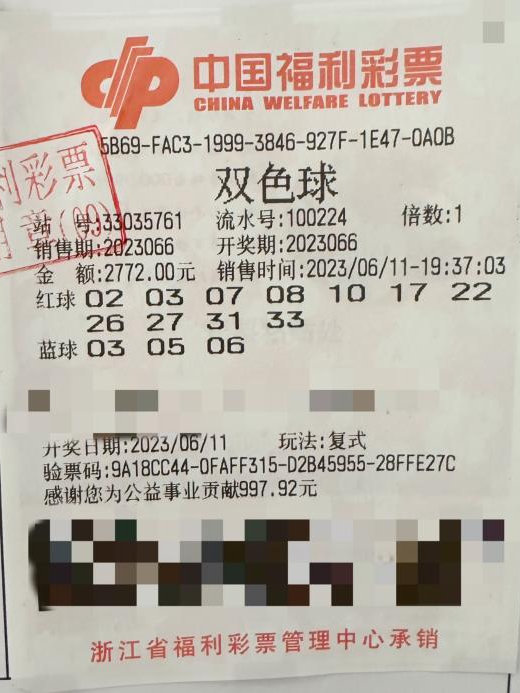 中国福利彩票
CHINA WELFARE LOTTERY
5B69-FAC3-1999-3846-927F-1E47-0A0B
利彩票
章(09)
双色球
站 号:33035761 流水号:100224 倍数:1
销售期:2023066 开奖期:2023066
金 额:2772.00元 销售时间:2023/06/11-19:37:03
红球 02 03 07 08 10 17 22
26 27 31 33
蓝球 03 05 06
开奖日期:2023/06/11 玩法:复式
验票码:9A18CC44-0FAFF315-D2B45955-28FFE27C
感谢您为公益事业贡献997.92元
浙江省福利彩票管理中心承销